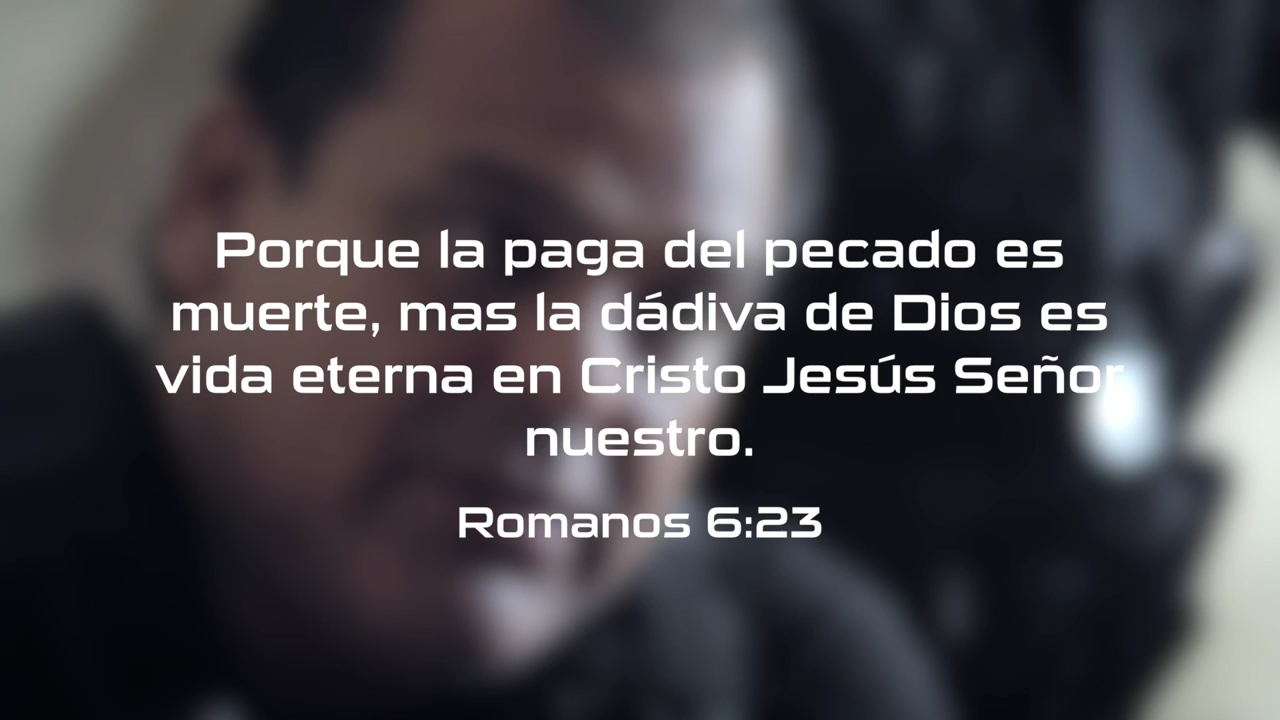 Porque la paga del pecado es
muerte, mas la dádiva de Dios es
vida eterna en Cristo Jesús Señor
nuestro.
Romanos 6:23